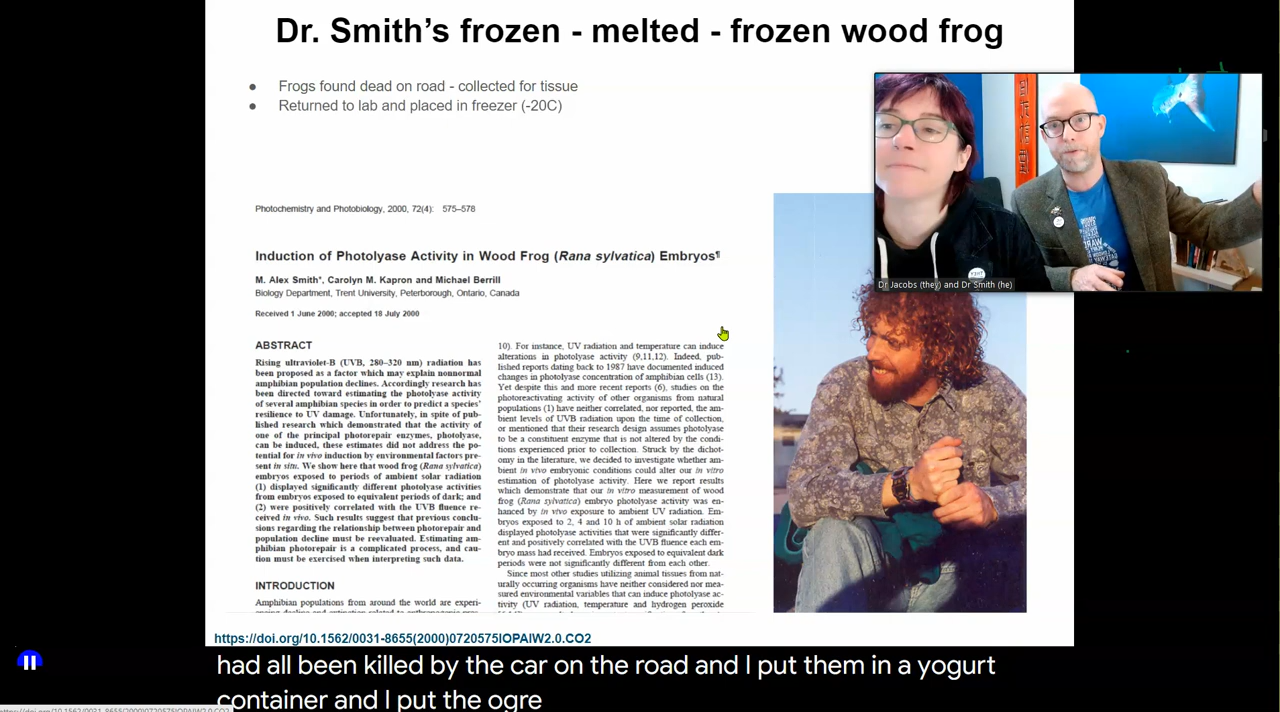 Dr. Smith's frozen - melted - frozen wood frog
● Frogs found dead on road - collected for tissue
● Returned to lab and placed in freezer (-20C)
Photochemistry and Photobiology, 2000, 72(4): 575–578
Induction of Photolyase Activity in Wood Frog (Rana sylvatica) Embryos¶
M. Alex Smith*, Carolyn M. Kapron and Michael Berrill
Biology Department, Trent University, Peterborough, Ontario, Canada
Received 1 June 2000; accepted 18 July 2000
ABSTRACT
Rising ultraviolet-B (UVB, 280–320 nm) radiation has
been proposed as a factor which may explain nonnormal
amphibian population declines. Accordingly research has
been directed toward estimating the photolyase activity
of several amphibian species in order to predict a species'
resilience to UV damage. Unfortunately, in spite of pub-
lished research which demonstrated that the activity of
one of the principal photorepair enzymes, photolyase,
can be induced, these estimates did not address the po-
tential for in vivo induction by environmental factors pre-
sent in situ. We show here that wood frog (Rana sylvatica)
embryos exposed to periods of ambient solar radiation
(1) displayed significantly different photolyase activities
from embryos exposed to equivalent periods of dark; and
(2) were positively correlated with the UVB fluence re-
ceived in vivo. Such results suggest that previous conclu-
sions regarding the relationship between photorepair and
population decline must be reevaluated. Estimating am-
phibian photorepair is a complicated process, and cau-
tion must be exercised when interpreting such data.
INTRODUCTION
Amphibian populations from around the world are experi-
10). For instance, UV radiation and temperature can induce
alterations in photolyase activity (9,11,12). Indeed, pub-
lished reports dating back to 1987 have documented induced
changes in photolyase concentration of amphibian cells (13).
Yet despite this and more recent reports (6), studies on the
photoreactivating activity of other organisms from natural
populations (1) have neither correlated, nor reported, the am-
bient levels of UVB radiation upon the time of collection,
or mentioned that their research design assumes photolyase
to be a constituent enzyme that is not altered by the condi-
tions experienced prior to collection. Struck by the dichot-
omy in the literature, we decided to investigate whether am-
bient in vivo embryonic conditions could alter our in vitro
estimation of photolyase activity. Here we report results
which demonstrate that our in vitro measurement of wood
frog (Rana sylvatica) embryo photolyase activity was en-
hanced by in vivo exposure to ambient UV radiation. Em-
bryos exposed to 2, 4 and 10 h of ambient solar radiation
displayed photolyase activities that were significantly differ-
ent and positively correlated with the UVB fluence each em-
bryo mass had received. Embryos exposed to equivalent dark
periods were not significantly different from each other.
Since most other studies utilizing animal tissues from nat-
urally occurring organisms have neither considered nor mea-
sured environmental variables that can induce photolyase ac-
tivity (UV radiation, temperature and hydrogen peroxide
Dr Jacobs (they) and Dr Smith (he)
https://doi.org/10.1562/0031-8655(2000)0720575IOPAIW2.0.CO2
had all been killed by the car on the road and I put them in a yogurt
container and I put the ogre